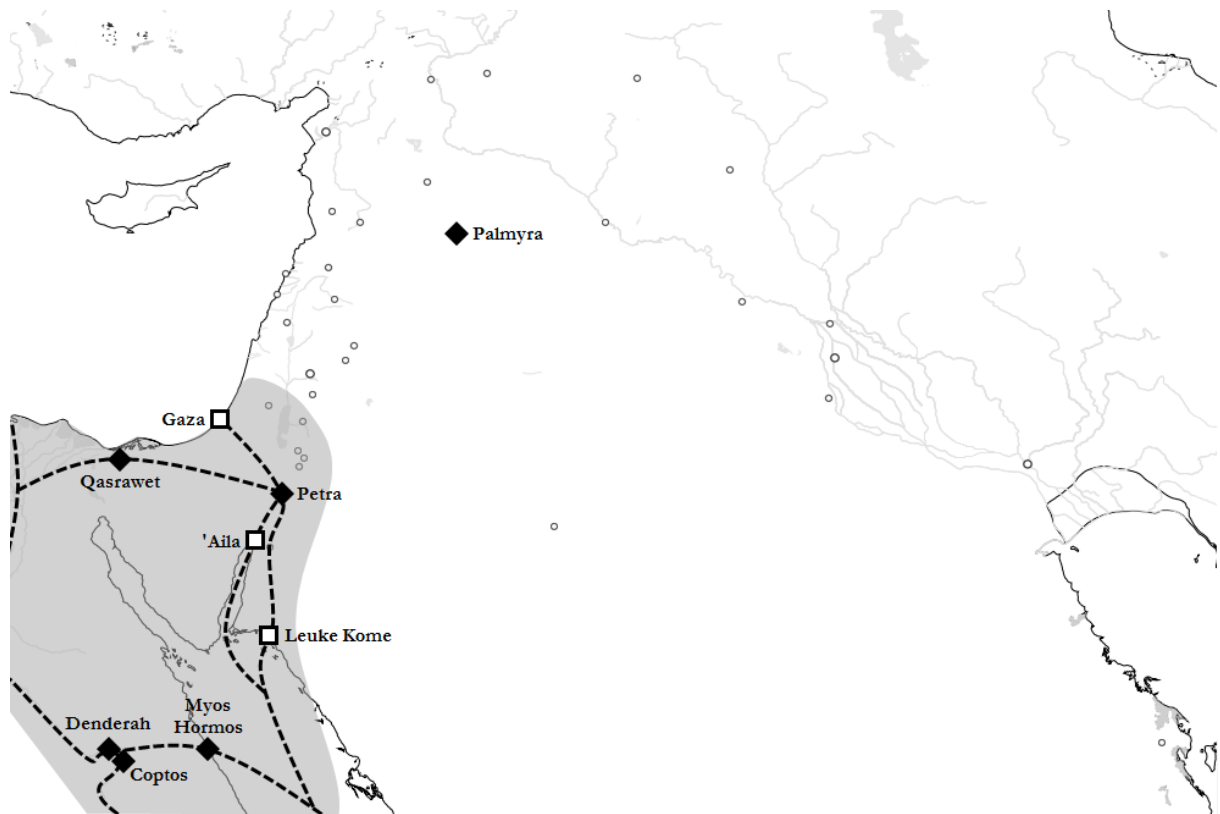 Palmyra
Gaza
Qasrawet
Petra
'Aila
Leuke Kome
Myos
Hormos
Denderah
Coptos